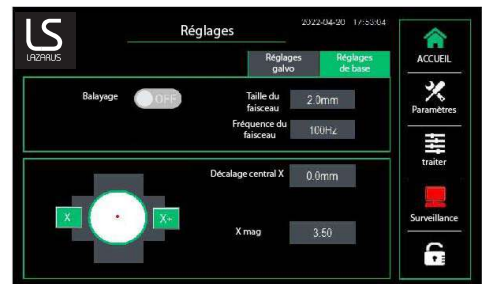 LS
LAZARUS
Réglages
2022-04-20 17:53:04
Réglages galvo
Réglages de base
Balayage
OFF
Taille du faisceau
2.0mm
Fréquence du faisceau
100Hz
Décalage central X
0.0mm
X
X+
X mag
3.50
ACCUEIL
Paramètres
traiter
Surveillance